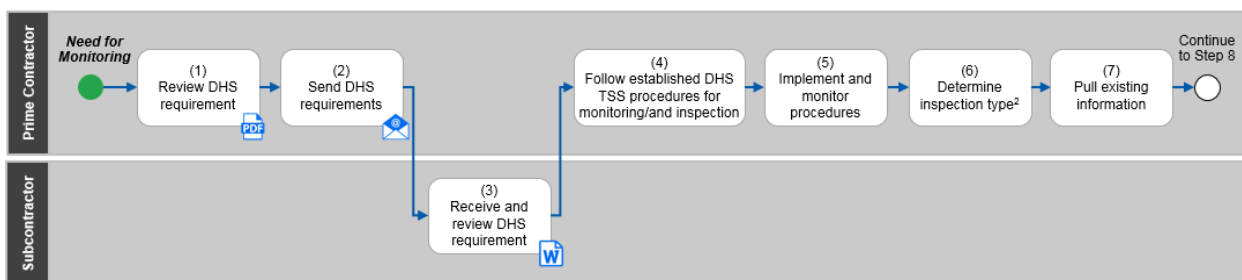 Prime Contractor
Need for
Monitoring
(1)
Review DHS
requirement
PDF
(2)
Send DHS
requirements
@
(4)
Follow established DHS
TSS procedures for
monitoring/and inspection
(5)
Implement and
monitor
procedures
(6)
Determine
inspection type²
(7)
Pull existing
information
Continue
to Step 8
Subcontractor
(3)
Receive and
review DHS
requirement
W